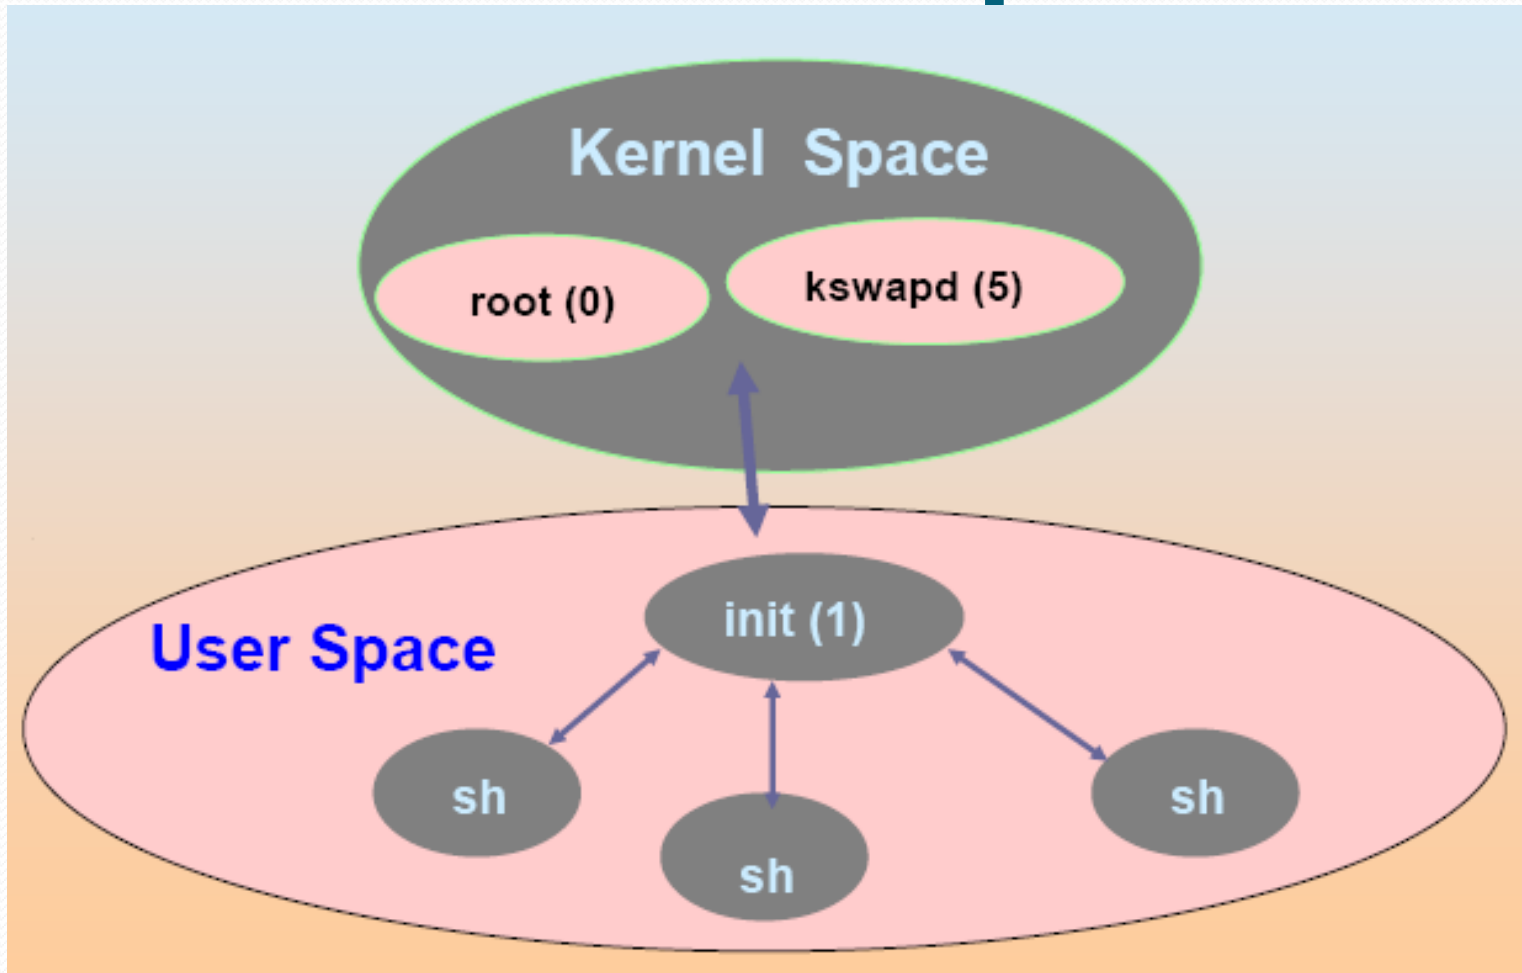 Kernel Space
root (0)
kswapd (5)
init (1)
User Space
sh
sh
sh